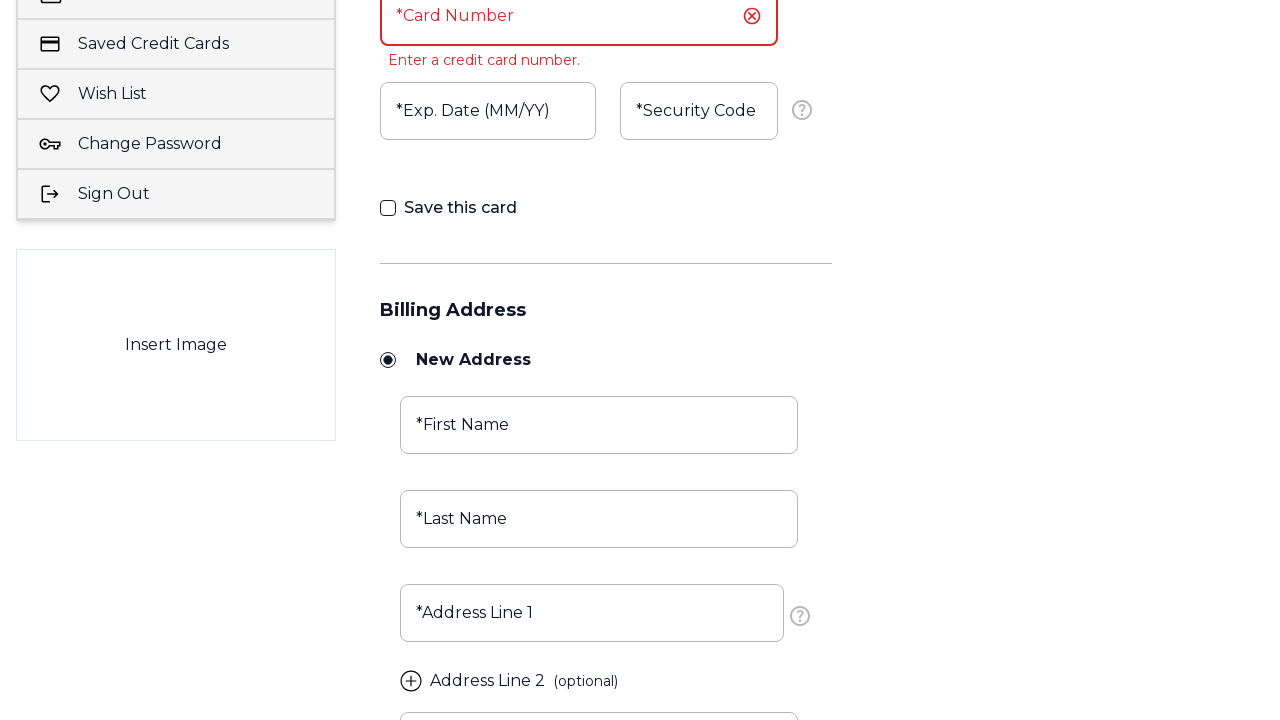 Saved Credit Cards
Wish List
Change Password
Sign Out
Insert Image
*Card Number
Enter a credit card number.
*Exp. Date (MM/YY)
*Security Code
Save this card
Billing Address
New Address
*First Name
*Last Name
*Address Line 1
Address Line 2 (optional)